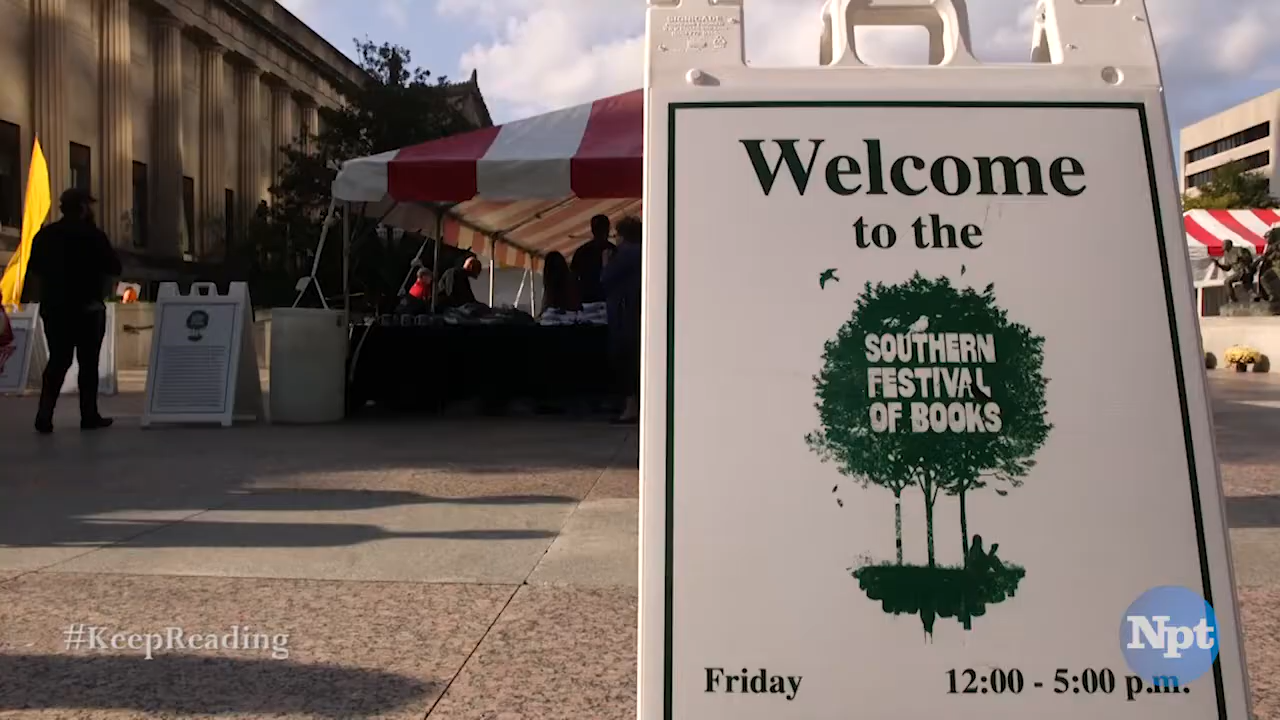 Welcome
to the
SOUTHERN
FESTIVAL
OF BOOKS
Friday 12:00 - 5:00 p.m.
#KeepReading
Npt